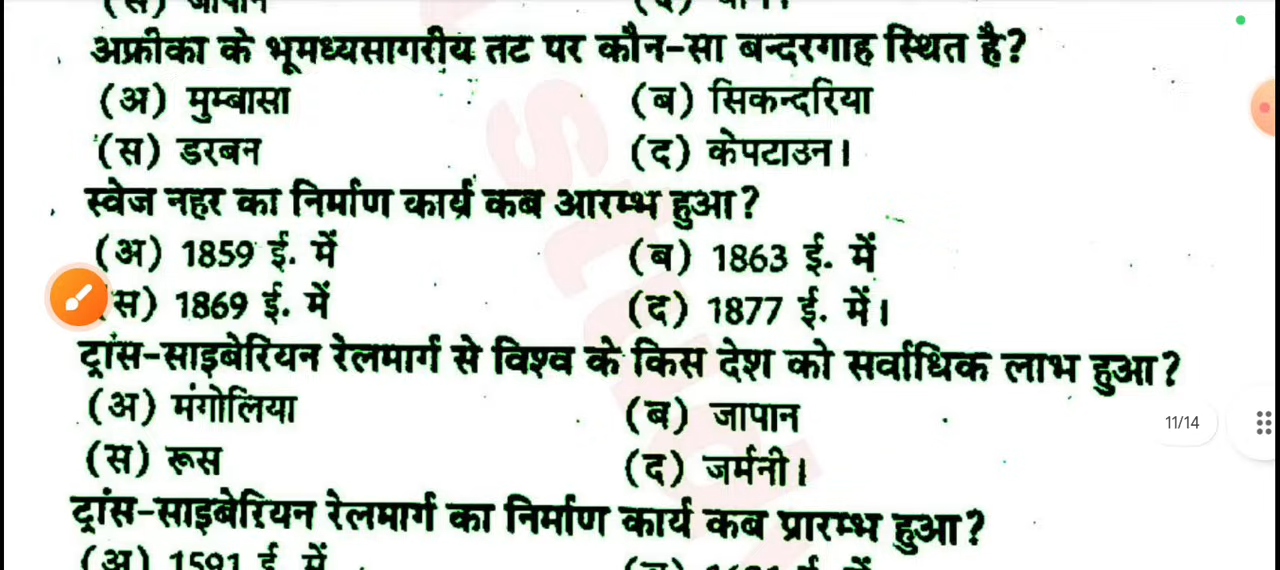 (स) जापान
अफ्रीका के भूमध्यसागरीय तट पर कौन-सा बन्दरगाह स्थित है?
(अ) मुम्बासा (ब) सिकन्दरिया
(स) डरबन (द) केपटाउन।
स्वेज नहर का निर्माण कार्य कब आरम्भ हुआ?
(अ) 1859 ई. में (ब) 1863 ई. में
स) 1869 ई. में (द) 1877 ई. में।
ट्रांस-साइबेरियन रेलमार्ग से विश्व के किस देश को सर्वाधिक लाभ हुआ?
(अ) मंगोलिया (ब) जापान
11/14
(स) रूस (द) जर्मनी।
ट्रांस-साइबेरियन रेलमार्ग का निर्माण कार्य कब प्रारम्भ हुआ?
(अ) 1591 ई. में